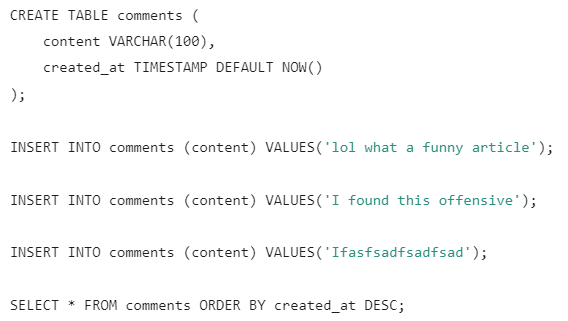 CREATE TABLE comments (
    content VARCHAR(100),
    created_at TIMESTAMP DEFAULT NOW()
);
INSERT INTO comments (content) VALUES('lol what a funny article');
INSERT INTO comments (content) VALUES('I found this offensive');
INSERT INTO comments (content) VALUES('Ifasfsadfsadfsad');
SELECT * FROM comments ORDER BY created_at DESC;